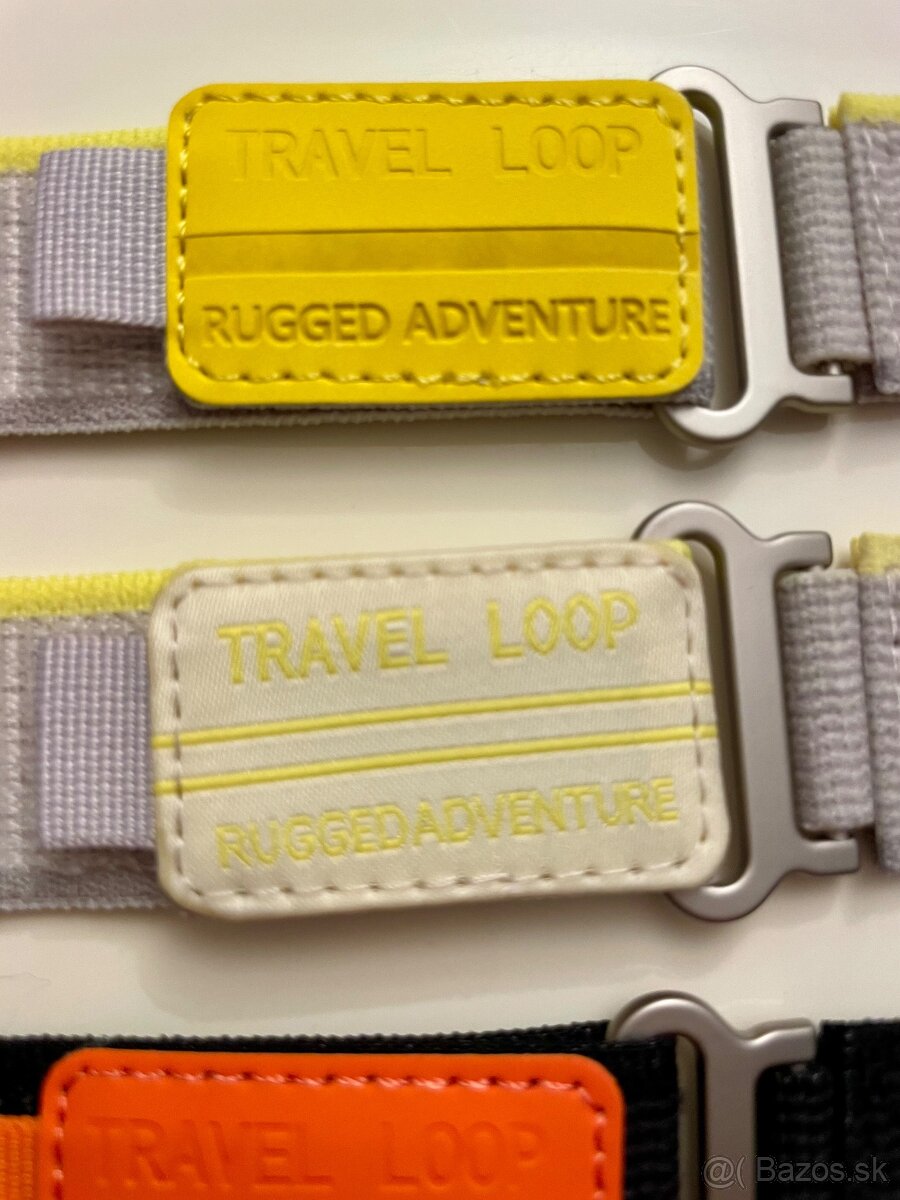 TRAVEL LOOP
RUGGED ADVENTURE
TRAVEL LOOP
RUGGEDADVENTURE
TRAVEL LOOP
@( Bazos.sk